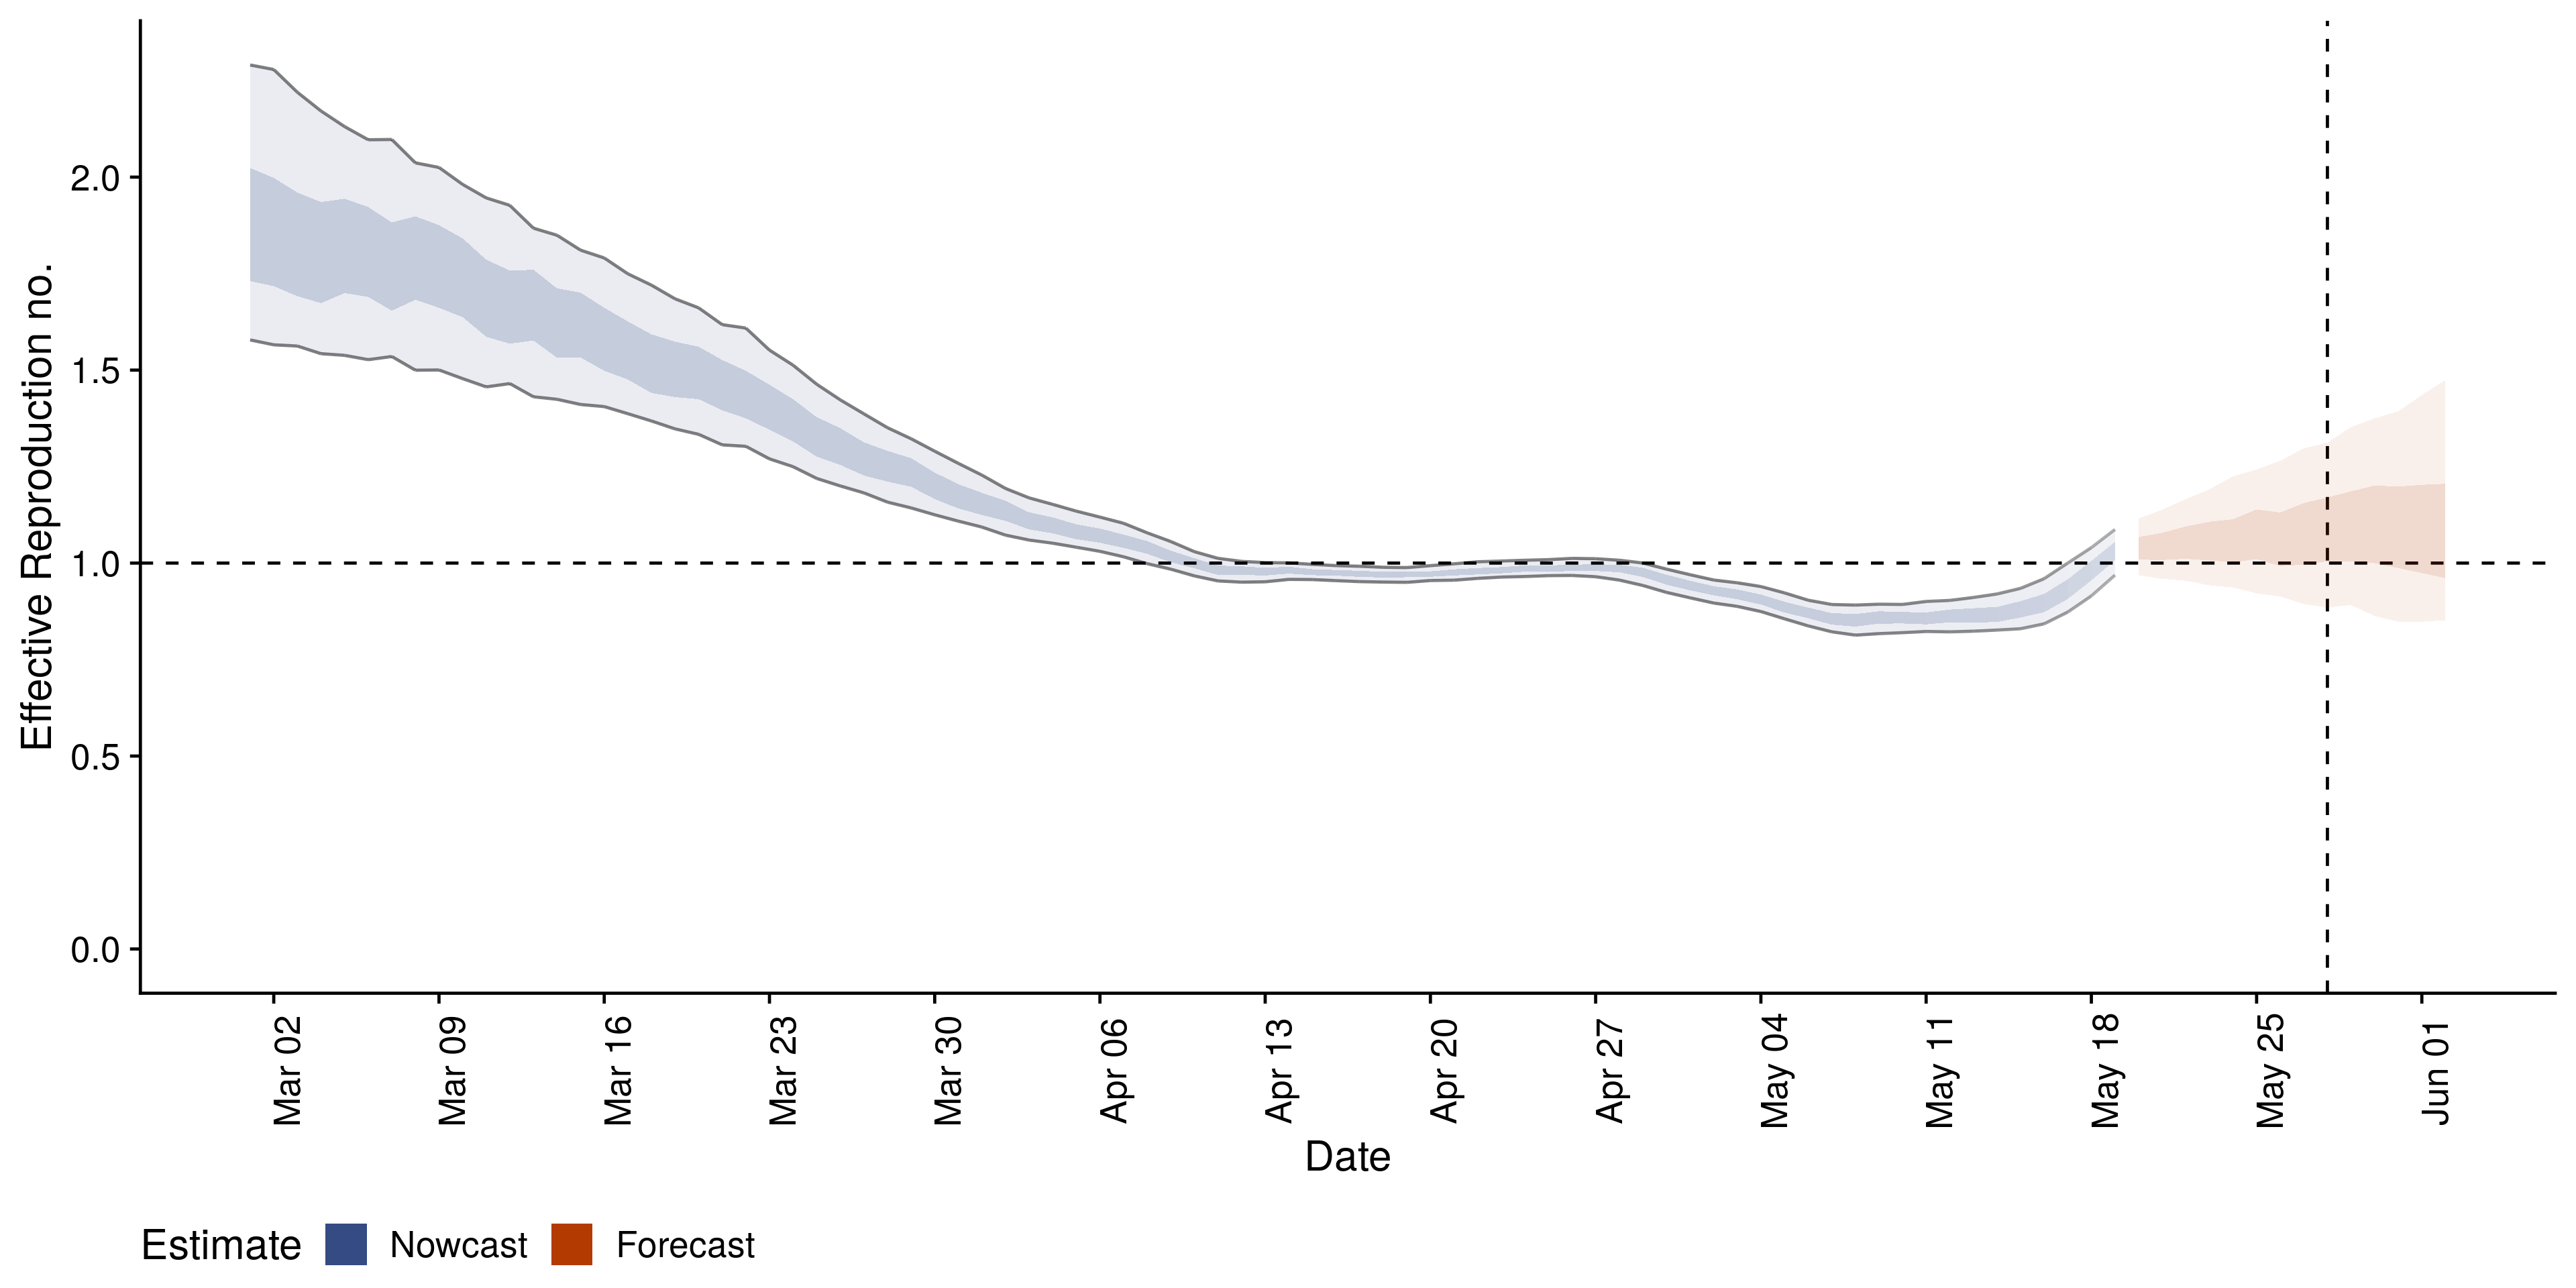 Effective Reproduction no.
2.0
1.5
1.0
0.5
0.0
Mar 02
Mar 09
Mar 16
Mar 23
Mar 30
Apr 06
Apr 13
Apr 20
Apr 27
May 04
May 11
May 18
May 25
Jun 01
Date
Estimate Nowcast Forecast